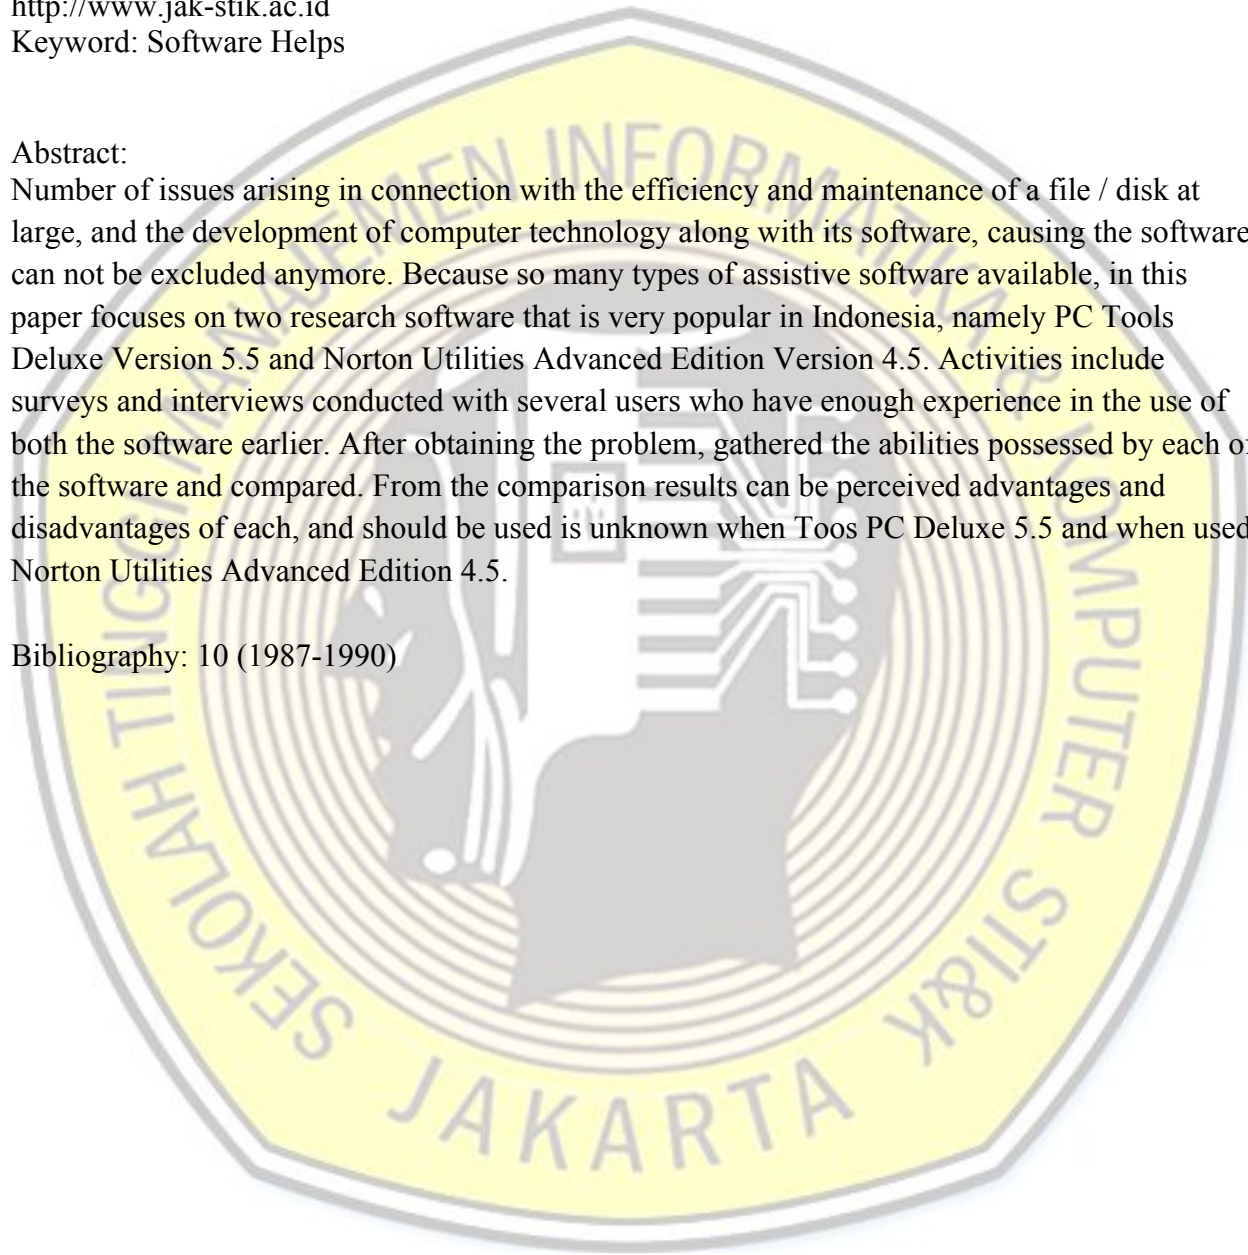 http://www.jak-stik.ac.id
Keyword: Software Helps
Abstract:
Number of issues arising in connection with the efficiency and maintenance of a file / disk at
large, and the development of computer technology along with its software, causing the software
can not be excluded anymore. Because so many types of assistive software available, in this
paper focuses on two research software that is very popular in Indonesia, namely PC Tools
Deluxe Version 5.5 and Norton Utilities Advanced Edition Version 4.5. Activities include
surveys and interviews conducted with several users who have enough experience in the use of
both the software earlier. After obtaining the problem, gathered the abilities possessed by each of
the software and compared. From the comparison results can be perceived advantages and
disadvantages of each, and should be used is unknown when Toos PC Deluxe 5.5 and when used
Norton Utilities Advanced Edition 4.5.
Bibliography: 10 (1987-1990)
SEKOLAH TINGGI MANAJEMEN INFORMATIKA & KOMPUTER STI&K
JAKARTA